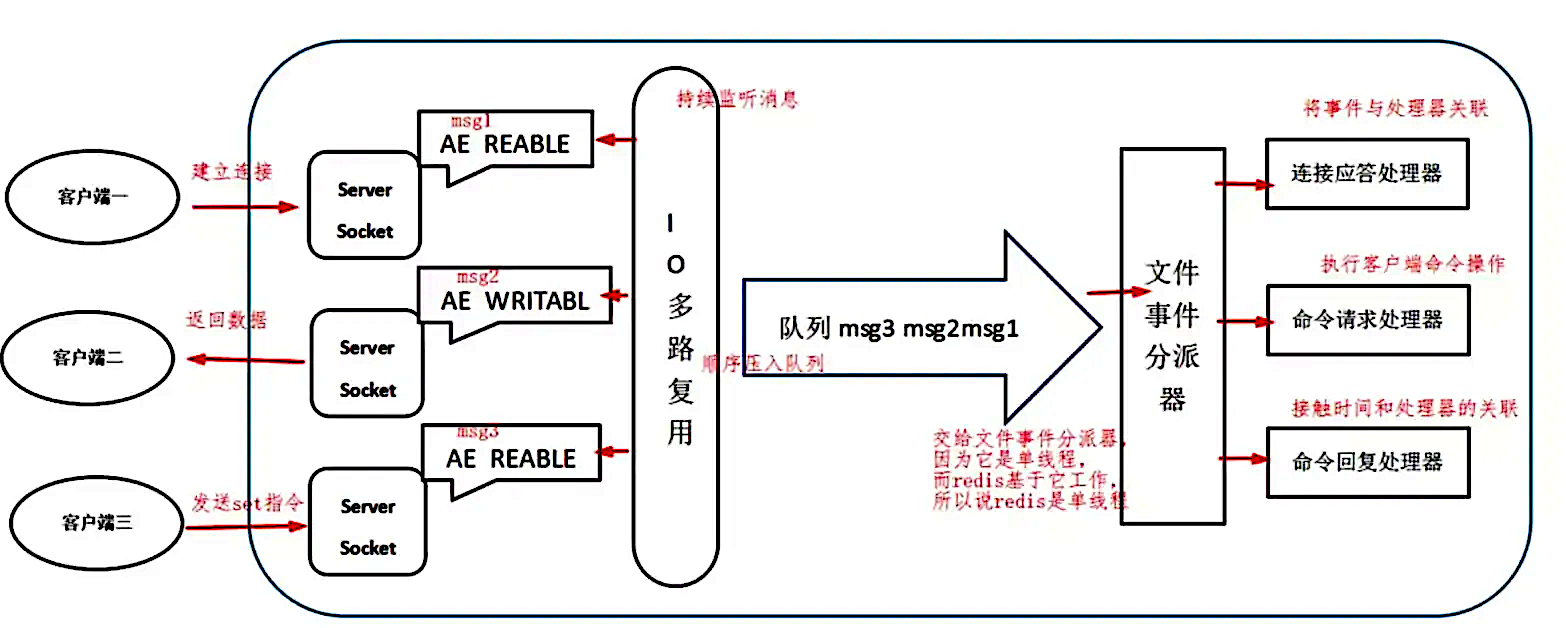 持续监听消息
将事件与处理器关联
msg1
AE REABLE
建立连接
客户端一
Server
Socket
连接应答处理器
I
O
多
路
复
用
msg2
AE WRITABL
返回数据
客户端二
Server
Socket
队列 msg3 msg2msg1
顺序压入队列
文件
事件
分派
器
执行客户端命令操作
命令请求处理器
msg3
AE REABLE
发送set指令
客户端三
Server
Socket
交给文件事件分派器，
因为它是单线程，
而redis基于它工作，
所以说redis是单线程
接触时间和处理器的关联
命令回复处理器